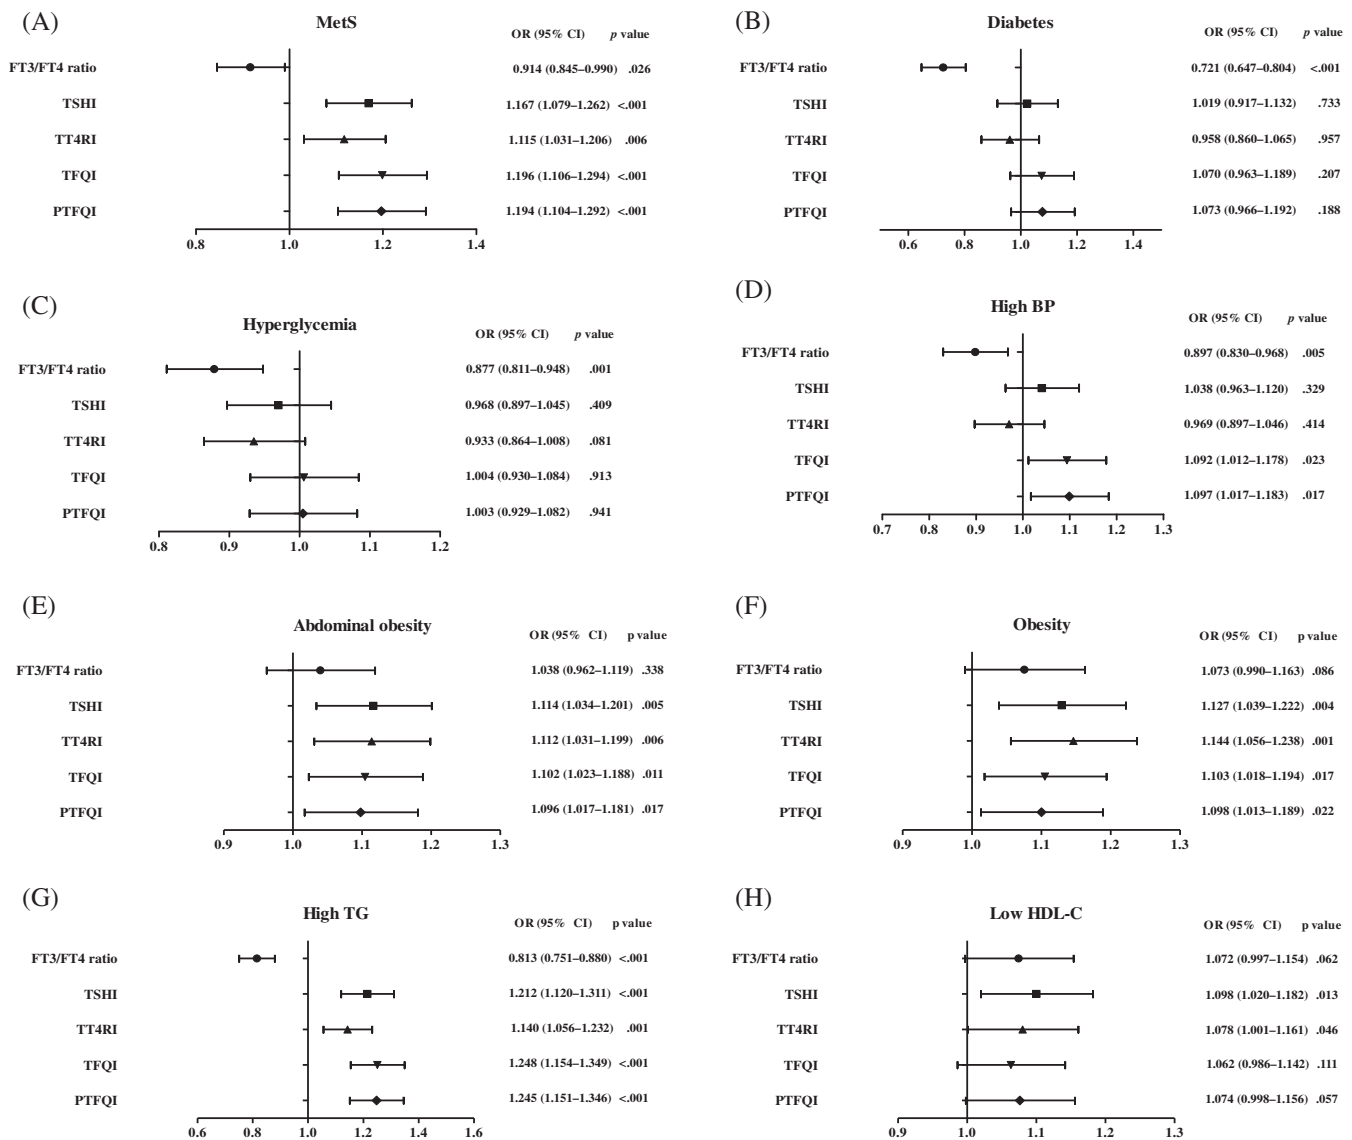 (A)
MetS
OR (95% CI) p value
FT3/FT4 ratio 0.914 (0.845–0.990) .026
TSHI 1.167 (1.079–1.262) <.001
TT4RI 1.115 (1.031–1.206) .006
TFQI 1.196 (1.106–1.294) <.001
PTFQI 1.194 (1.104–1.292) <.001
0.8 1.0 1.2 1.4
(B)
Diabetes
OR (95% CI) p value
FT3/FT4 ratio 0.721 (0.647–0.804) <.001
TSHI 1.019 (0.917–1.132) .733
TT4RI 0.958 (0.860–1.065) .957
TFQI 1.070 (0.963–1.189) .207
PTFQI 1.073 (0.966–1.192) .188
0.6 0.8 1.0 1.2 1.4
(C)
Hyperglycemia
OR (95% CI) p value
FT3/FT4 ratio 0.877 (0.811–0.948) .001
TSHI 0.968 (0.897–1.045) .409
TT4RI 0.933 (0.864–1.008) .081
TFQI 1.004 (0.930–1.084) .913
PTFQI 1.003 (0.929–1.082) .941
0.8 0.9 1.0 1.1 1.2
(D)
High BP
OR (95% CI) p value
FT3/FT4 ratio 0.897 (0.830–0.968) .005
TSHI 1.038 (0.963–1.120) .329
TT4RI 0.969 (0.897–1.046) .414
TFQI 1.092 (1.012–1.178) .023
PTFQI 1.097 (1.017–1.183) .017
0.7 0.8 0.9 1.0 1.1 1.2 1.3
(E)
Abdominal obesity
OR (95% CI) p value
FT3/FT4 ratio 1.038 (0.962–1.119) .338
TSHI 1.114 (1.034–1.201) .005
TT4RI 1.112 (1.031–1.199) .006
TFQI 1.102 (1.023–1.188) .011
PTFQI 1.096 (1.017–1.181) .017
0.9 1.0 1.1 1.2 1.3
(F)
Obesity
OR (95% CI) p value
FT3/FT4 ratio 1.073 (0.990–1.163) .086
TSHI 1.127 (1.039–1.222) .004
TT4RI 1.144 (1.056–1.238) .001
TFQI 1.103 (1.018–1.194) .017
PTFQI 1.098 (1.013–1.189) .022
0.9 1.0 1.1 1.2 1.3
(G)
High TG
OR (95% CI) p value
FT3/FT4 ratio 0.813 (0.751–0.880) <.001
TSHI 1.212 (1.120–1.311) <.001
TT4RI 1.140 (1.056–1.232) .001
TFQI 1.248 (1.154–1.349) <.001
PTFQI 1.245 (1.151–1.346) <.001
0.6 0.8 1.0 1.2 1.4 1.6
(H)
Low HDL-C
OR (95% CI) p value
FT3/FT4 ratio 1.072 (0.997–1.154) .062
TSHI 1.098 (1.020–1.182) .013
TT4RI 1.078 (1.001–1.161) .046
TFQI 1.062 (0.986–1.142) .111
PTFQI 1.074 (0.998–1.156) .057
0.9 1.0 1.1 1.2 1.3